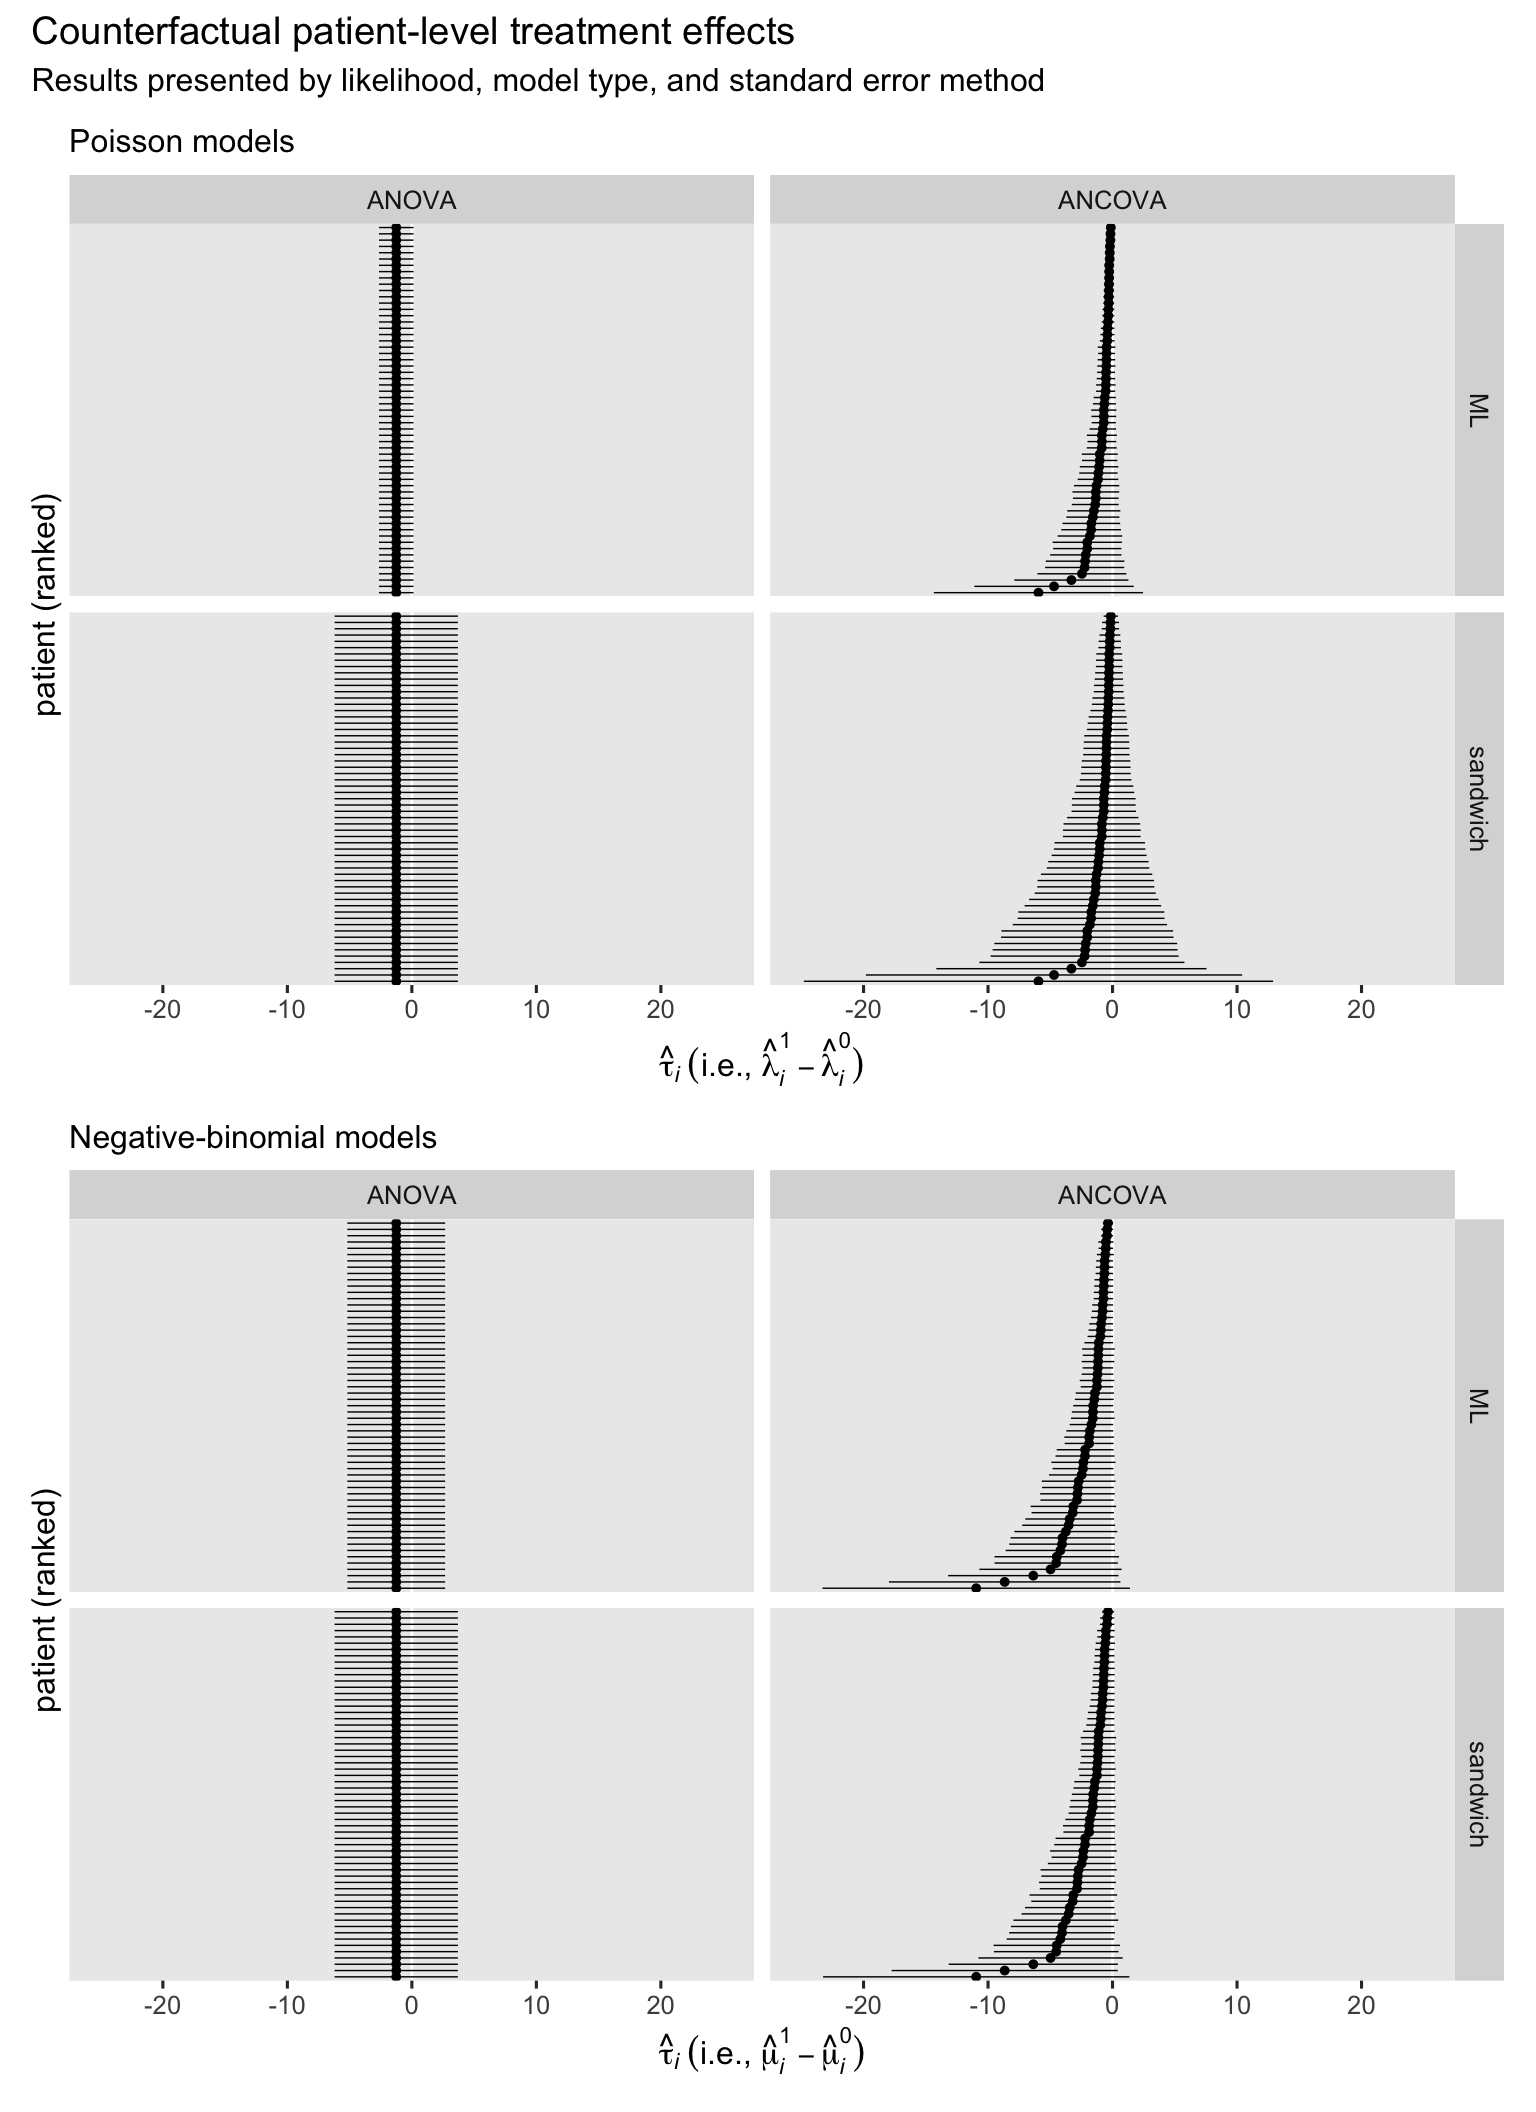 Counterfactual patient-level treatment effects
Results presented by likelihood, model type, and standard error method
Poisson models
ANOVA
ANCOVA
ML
sandwich
patient (ranked)
-20 -10 0 10 20
-20 -10 0 10 20
τ̂ᵢ (i.e., λ̂ᵢ¹ – λ̂ᵢ⁰)
Negative-binomial models
ANOVA
ANCOVA
ML
sandwich
patient (ranked)
-20 -10 0 10 20
-20 -10 0 10 20
τ̂ᵢ (i.e., μ̂ᵢ¹ – μ̂ᵢ⁰)